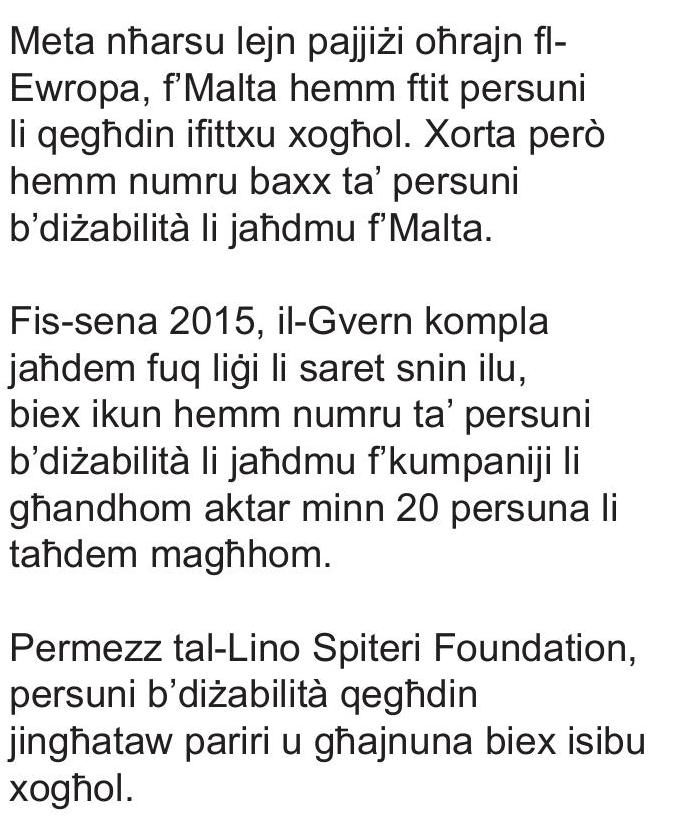 Meta nħarsu lejn pajjiżi oħrajn fl-
Ewropa, f’Malta hemm ftit persuni
li qegħdin ifittxu xogħol. Xorta però
hemm numru baxx ta’ persuni
b’diżabilità li jaħdmu f’Malta.
Fis-sena 2015, il-Gvern kompla
jaħdem fuq liġi li saret snin ilu,
biex ikun hemm numru ta’ persuni
b’diżabilità li jaħdmu f’kumpaniji li
għandhom aktar minn 20 persuna li
taħdem magħhom.
Permezz tal-Lino Spiteri Foundation,
persuni b’diżabilità qegħdin
jingħataw pariri u għajnuna biex isibu
xogħol.